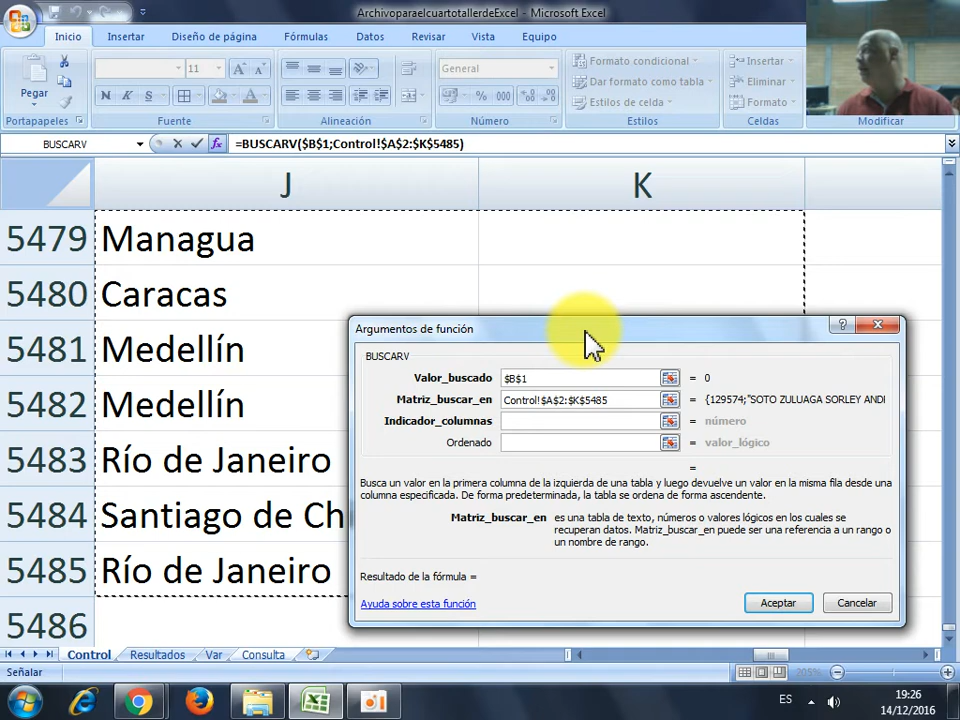 ArchivoparaelcuartotallerdeExcel - Microsoft Excel
Inicio Insertar Diseño de página Fórmulas Datos Revisar Vista Equipo
Pegar
11
General
Formato condicional
Dar formato como tabla
Estilos de celda
Insertar
Eliminar
Formato
N K S A % 000
Portapapeles Fuente Alineación Número Estilos Celdas Modificar
BUSCARV =BUSCARV($B$1;Control!$A$2:$K$5485)
J K
5479 Managua
5480 Caracas
5481 Medellín
5482 Medellín
5483 Río de Janeiro
5484 Santiago de Ch
5485 Río de Janeiro
5486
Argumentos de función
BUSCARV
Valor_buscado $B$1 = 0
Matriz_buscar_en Control!$A$2:$K$5485 = {129574;"SOTO ZULUAGA SORLEY ANDI
Indicador_columnas = número
Ordenado = valor_lógico
=
Busca un valor en la primera columna de la izquierda de una tabla y luego devuelve un valor en la misma fila desde una
columna especificada. De forma predeterminada, la tabla se ordena de forma ascendente.
Matriz_buscar_en es una tabla de texto, números o valores lógicos en los cuales se
recuperan datos. Matriz_buscar_en puede ser una referencia a un rango o
un nombre de rango.
Resultado de la fórmula =
Ayuda sobre esta función
Aceptar Cancelar
Control Resultados Var Consulta
Señalar 205%
ES 19:26
14/12/2016